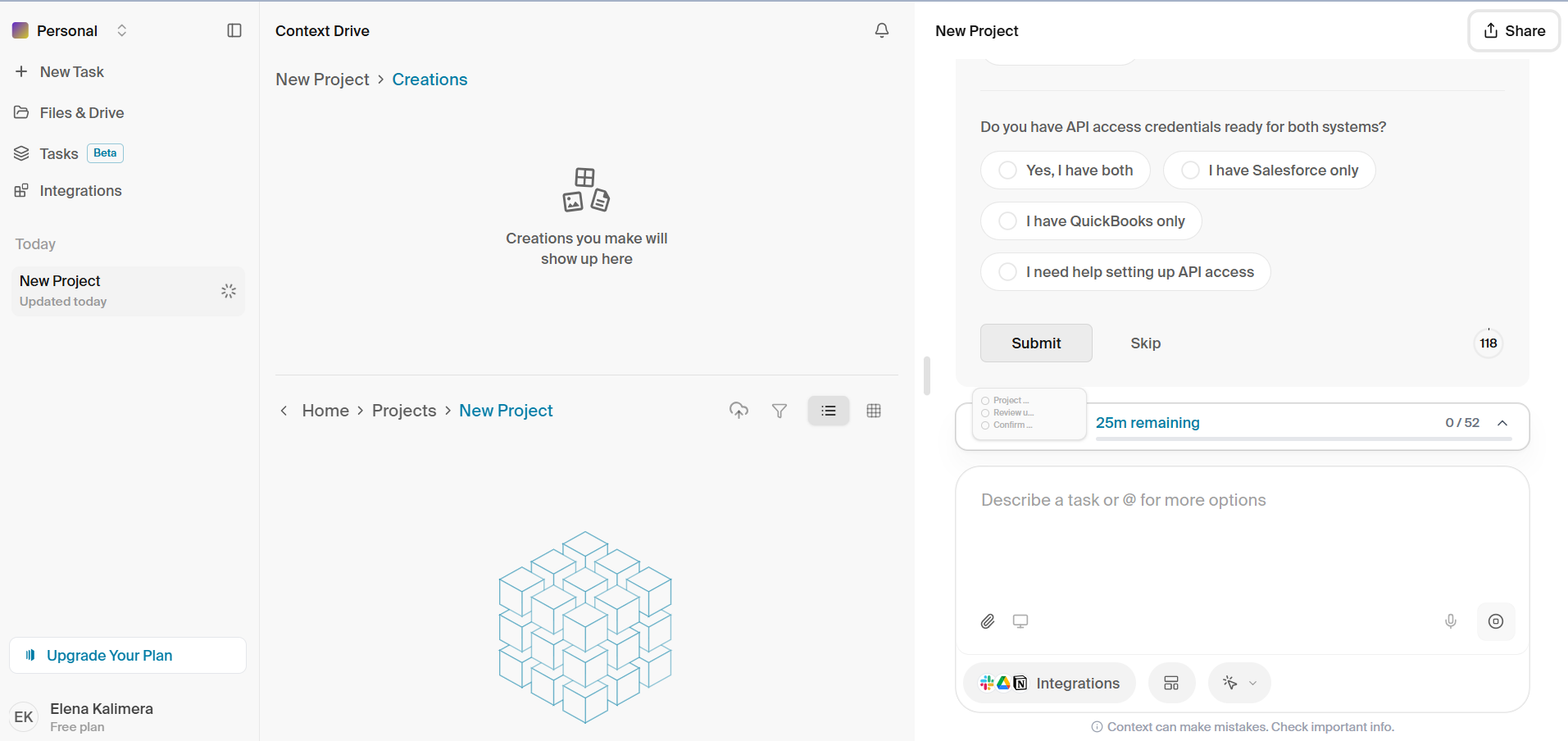 Personal
New Task
Files & Drive
Tasks Beta
Integrations
Today
New Project
Updated today
Upgrade Your Plan
EK
Elena Kalimera
Free plan
Context Drive
New Project > Creations
Creations you make will
show up here
Home > Projects > New Project
New Project
Share
Do you have API access credentials ready for both systems?
Yes, I have both
I have Salesforce only
I have QuickBooks only
I need help setting up API access
Submit
Skip
118
Project ...
Review u...
Confirm ...
25m remaining
0 / 52
Describe a task or @ for more options
Integrations
Context can make mistakes. Check important info.